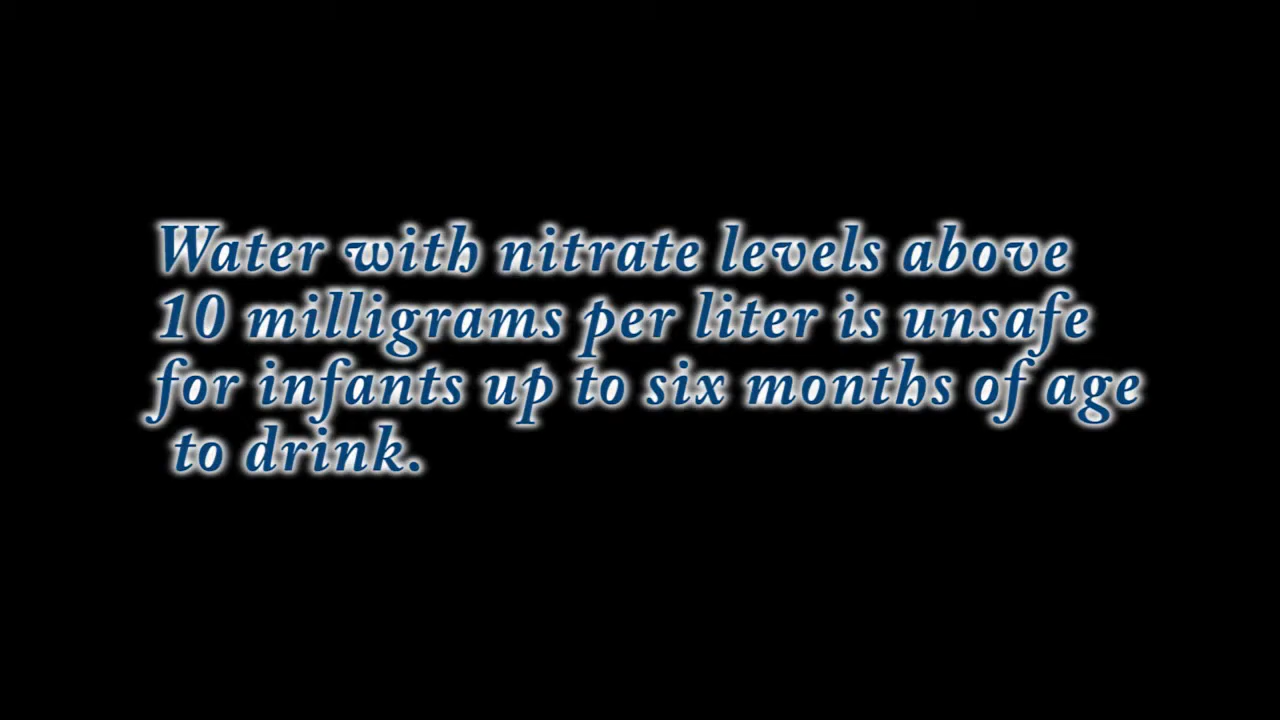 Water with nitrate levels above
10 milligrams per liter is unsafe
for infants up to six months of age
to drink.